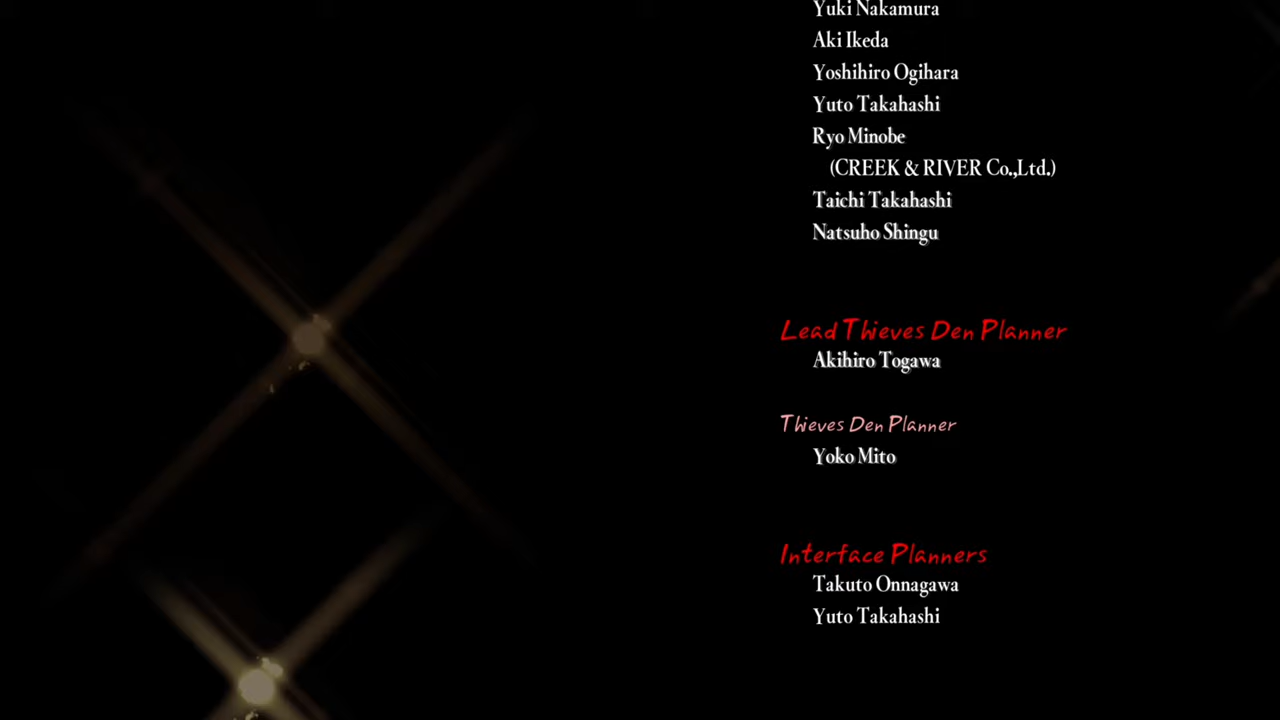 Yuki Nakamura
Aki Ikeda
Yoshihiro Ogihara
Yuto Takahashi
Ryo Minobe
(CREEK & RIVER Co.,Ltd.)
Taichi Takahashi
Natsuho Shingu
Lead Thieves Den Planner
Akihiro Togawa
Thieves Den Planner
Yoko Mito
Interface Planners
Takuto Onnagawa
Yuto Takahashi